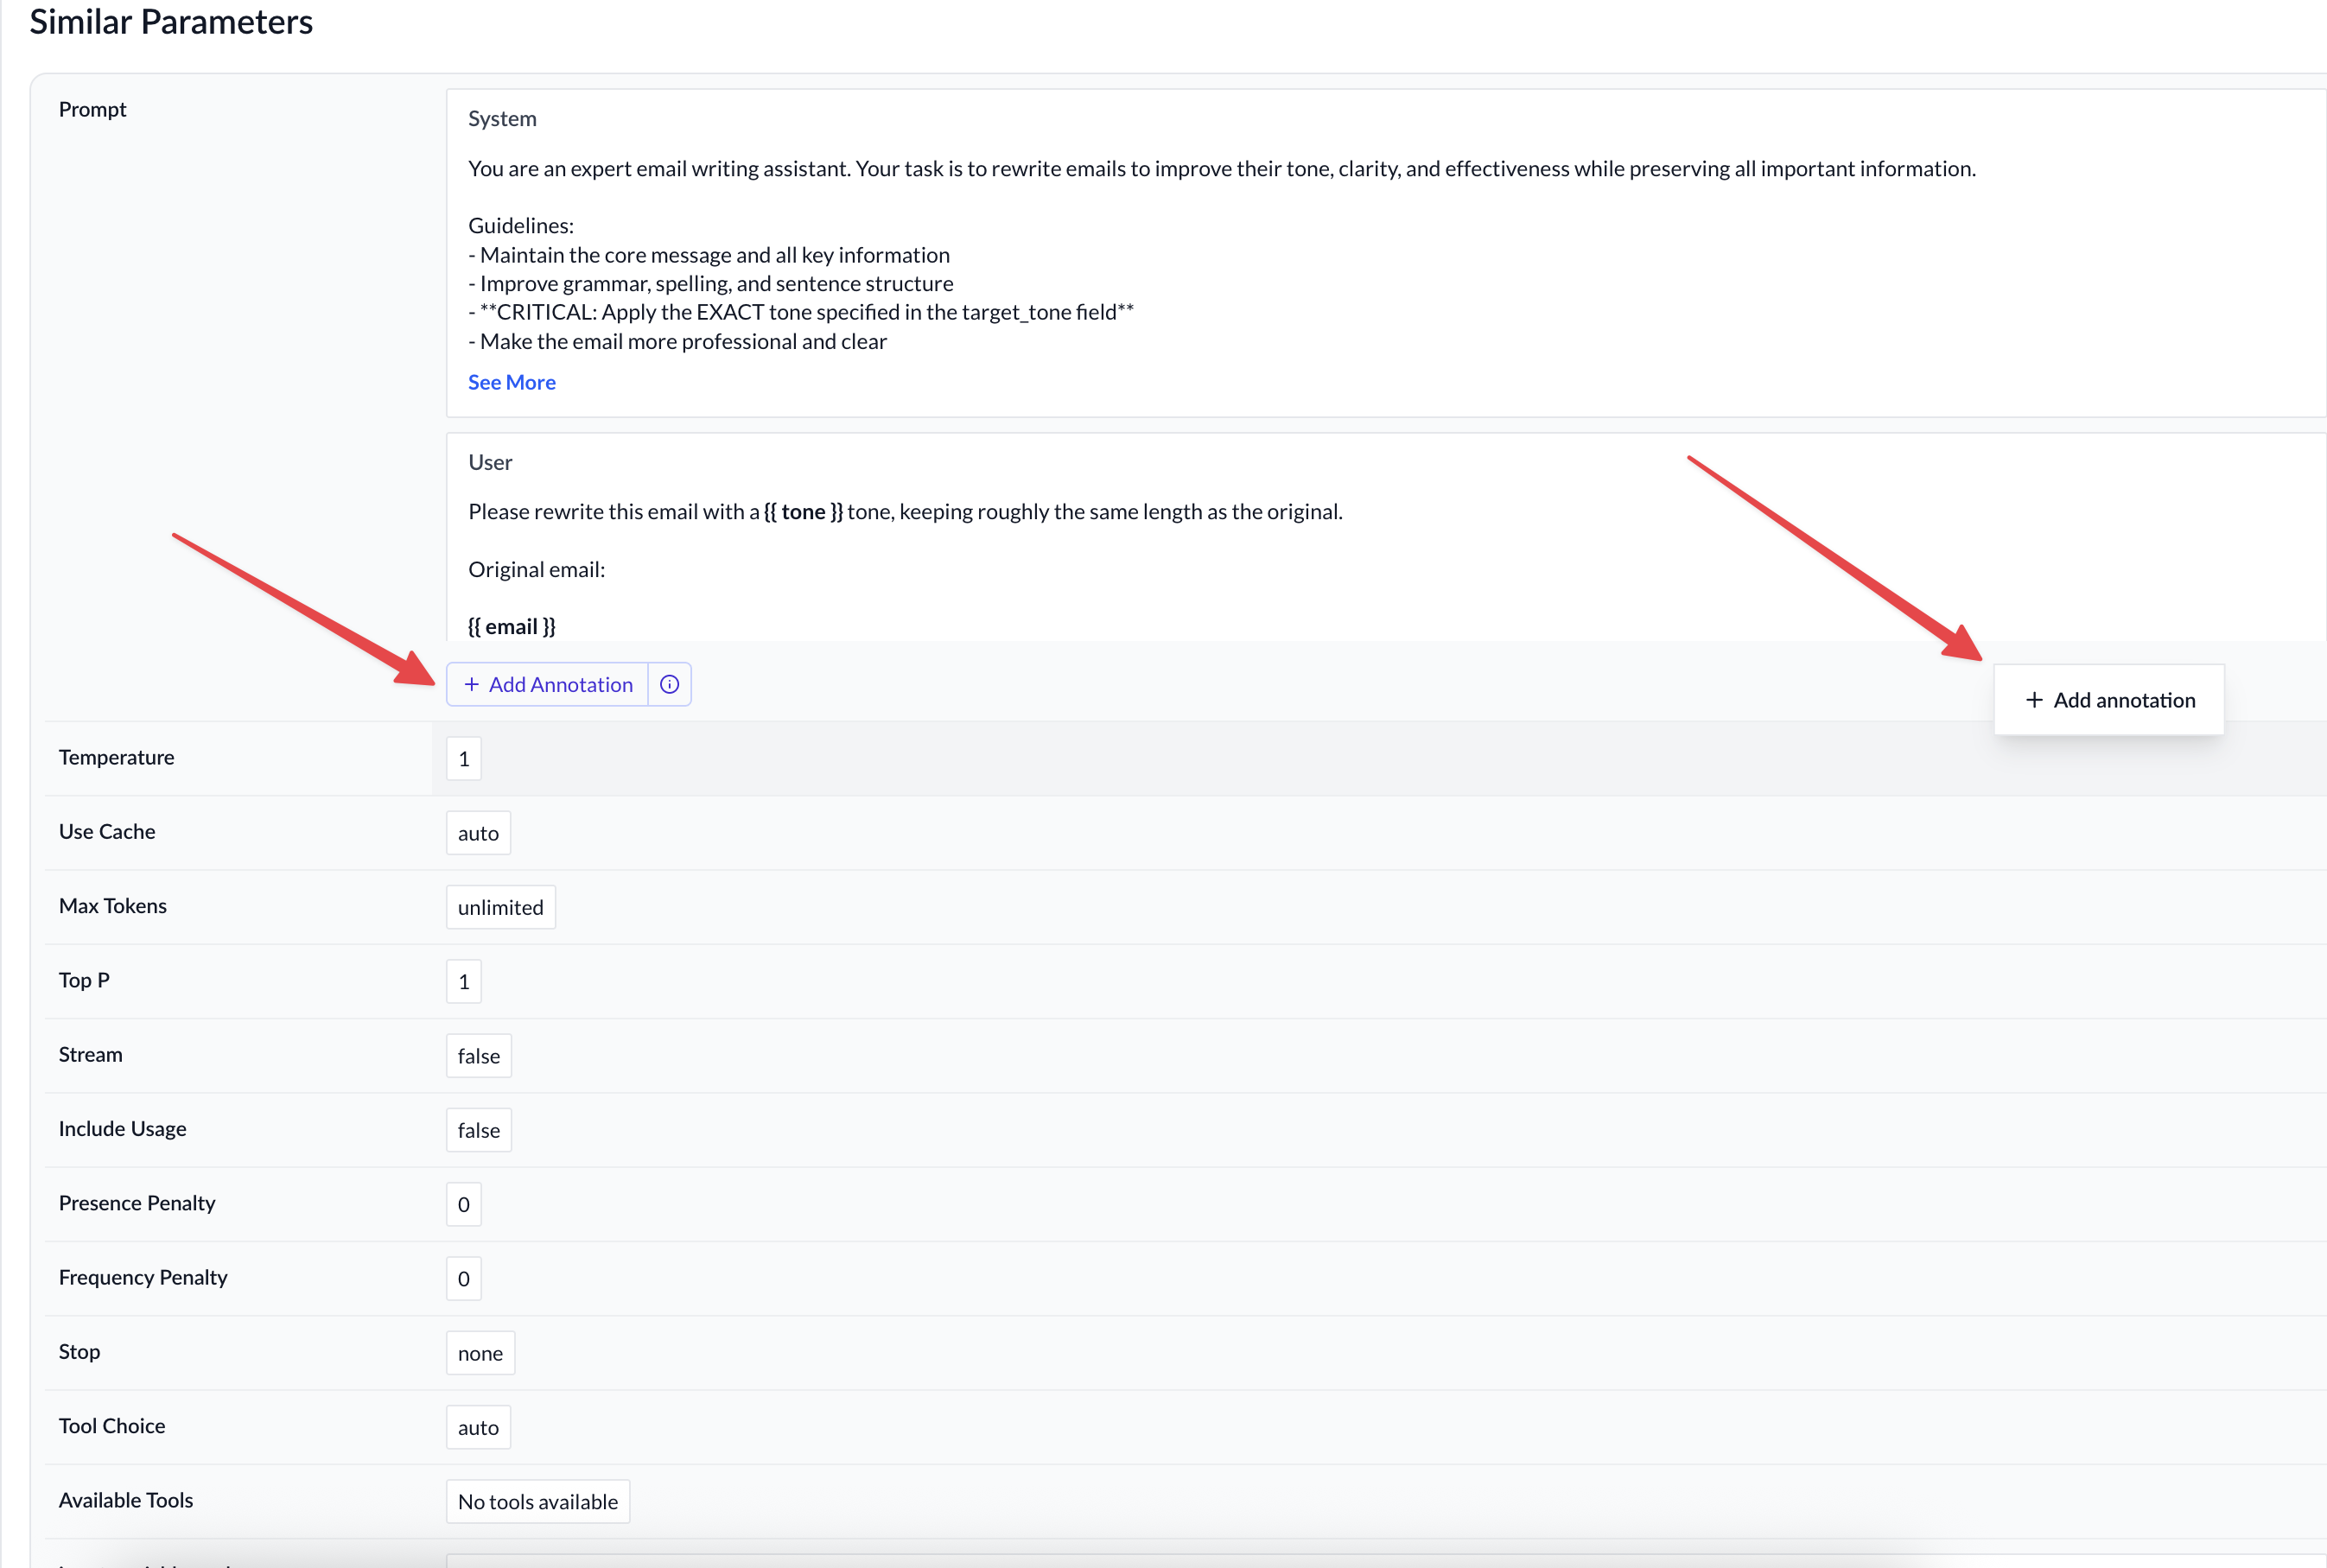 Similar Parameters
Prompt
System
You are an expert email writing assistant. Your task is to rewrite emails to improve their tone, clarity, and effectiveness while preserving all important information.
Guidelines:
- Maintain the core message and all key information
- Improve grammar, spelling, and sentence structure
- **CRITICAL: Apply the EXACT tone specified in the target_tone field**
- Make the email more professional and clear
See More
User
Please rewrite this email with a {{ tone }} tone, keeping roughly the same length as the original.
Original email:
{{ email }}
+ Add Annotation
+ Add annotation
Temperature
1
Use Cache
auto
Max Tokens
unlimited
Top P
1
Stream
false
Include Usage
false
Presence Penalty
0
Frequency Penalty
0
Stop
none
Tool Choice
auto
Available Tools
No tools available